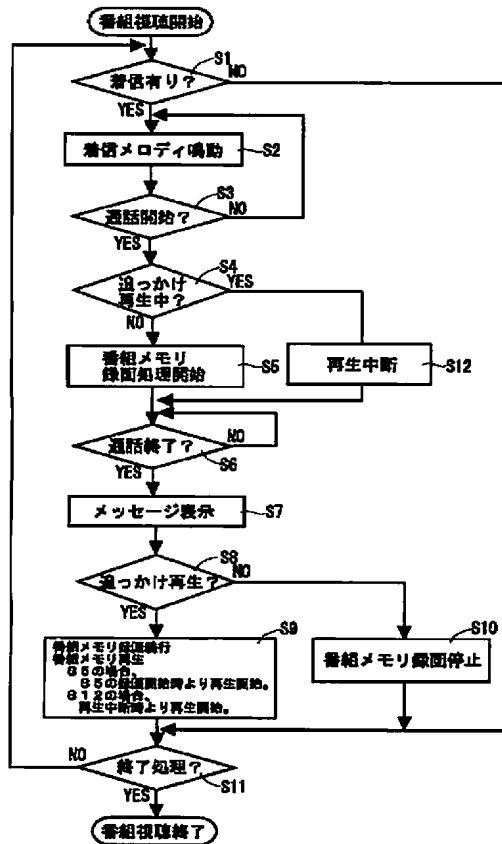 番組視聴開始
S1
着信有り?
NO
YES
着信メロディ鳴動
S2
S3
通話開始?
NO
YES
S4
追っかけ
再生中?
YES
NO
番組メモリ
録画処理開始
S5
再生中断
S12
通話終了?
NO
YES
S6
メッセージ表示
S7
S8
追っかけ再生?
NO
YES
S9
番組メモリ録画続行
番組メモリ再生
S5の場合、
S5の録画開始時より再生開始。
S12の場合、
再生中断時より再生開始。
S10
番組メモリ録画停止
NO
終了処理?
S11
YES
番組視聴終了